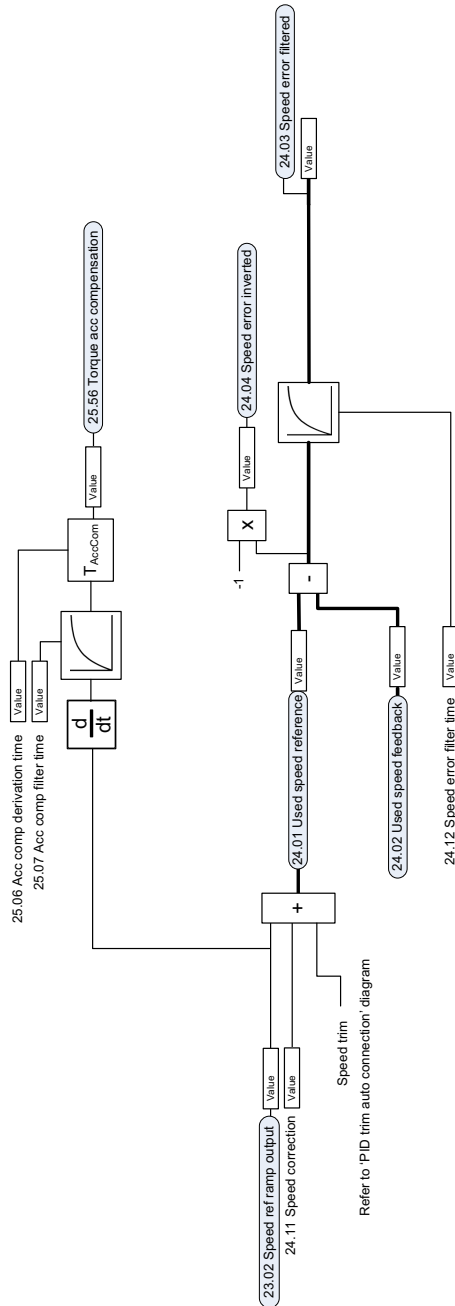 25.06 Acc comp derivation time
Value
25.07 Acc comp filter time
Value
d
dt
TAccCom
Value
25.56 Torque acc compensation
23.02 Speed ref ramp output
Value
24.11 Speed correction
Value
Speed trim
Refer to 'PID trim auto connection' diagram
+
24.01 Used speed reference
Value
-1
x
Value
24.04 Speed error inverted
-
24.02 Used speed feedback
Value
24.12 Speed error filter time
Value
Value
24.03 Speed error filtered